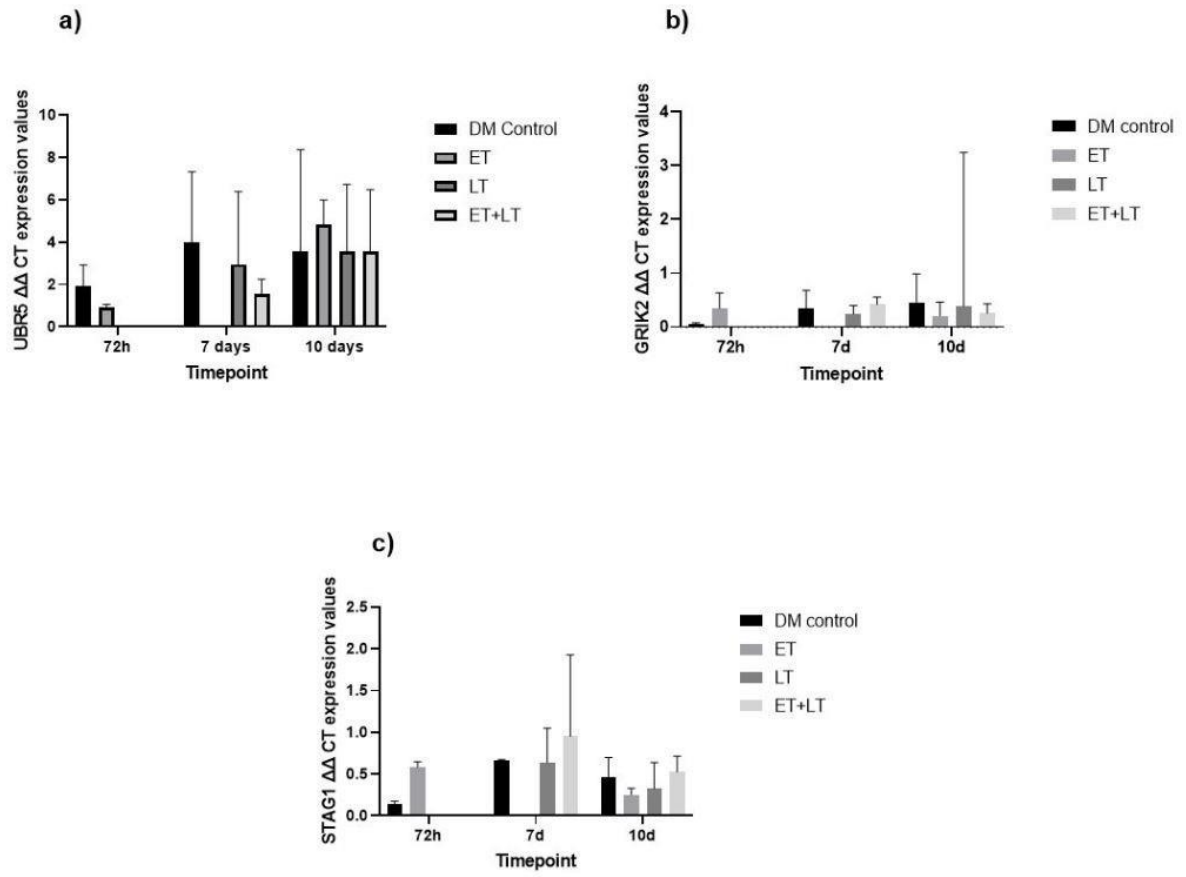 a)
UBR5 ΔΔ CT expression values
10
8
6
4
2
0
72h
7 days
10 days
Timepoint
DM Control
ET
LT
ET+LT
b)
GRIK2 ΔΔ CT expression values
4
3
2
1
0
72h
7d
10d
Timepoint
DM control
ET
LT
ET+LT
c)
STAG1 ΔΔ CT expression values
2.5
2.0
1.5
1.0
0.5
0.0
72h
7d
10d
Timepoint
DM control
ET
LT
ET+LT